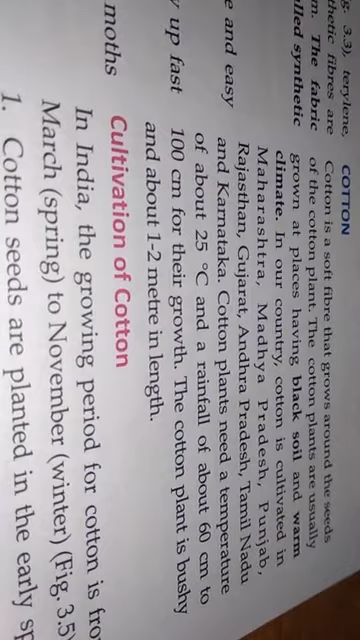 g. 3.3), terylene,
thetic fibres are
m. The fabric
lled synthetic
e and easy
y up fast
moths
COTTON
Cotton is a soft fibre that grows around the seeds
of the cotton plant. The cotton plants are usually
grown at places having black soil and warm
climate. In our country, cotton is cultivated in
Maharashtra, Madhya Pradesh, Punjab,
Rajasthan, Gujarat, Andhra Pradesh, Tamil Nadu
and Karnataka. Cotton plants need a temperature
of about 25 °C and a rainfall of about 60 cm to
100 cm for their growth. The cotton plant is bushy
and about 1-2 metre in length.
Cultivation of Cotton
In India, the growing period for cotton is fro
March (spring) to November (winter) (Fig. 3.5)
1. Cotton seeds are planted in the early sp